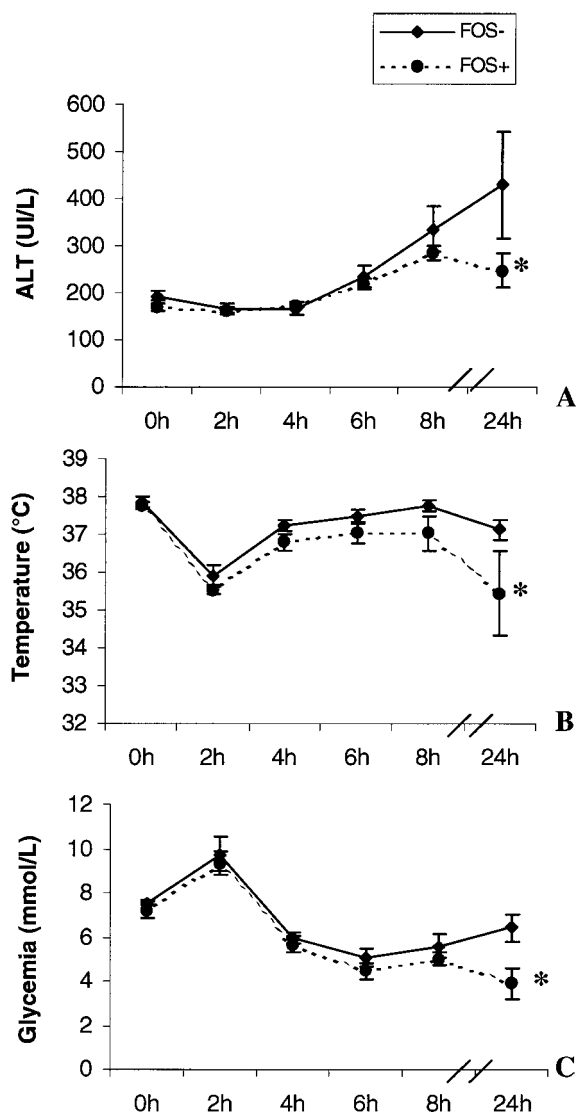 FOS-
FOS+
600
500
400
300
200
100
0
ALT (UI/L)
*
0h 2h 4h 6h 8h 24h
A
39
38
37
36
35
34
33
32
Temperature (°C)
*
0h 2h 4h 6h 8h 24h
B
12
10
8
6
4
2
0
Glycemia (mmol/L)
*
0h 2h 4h 6h 8h 24h
C